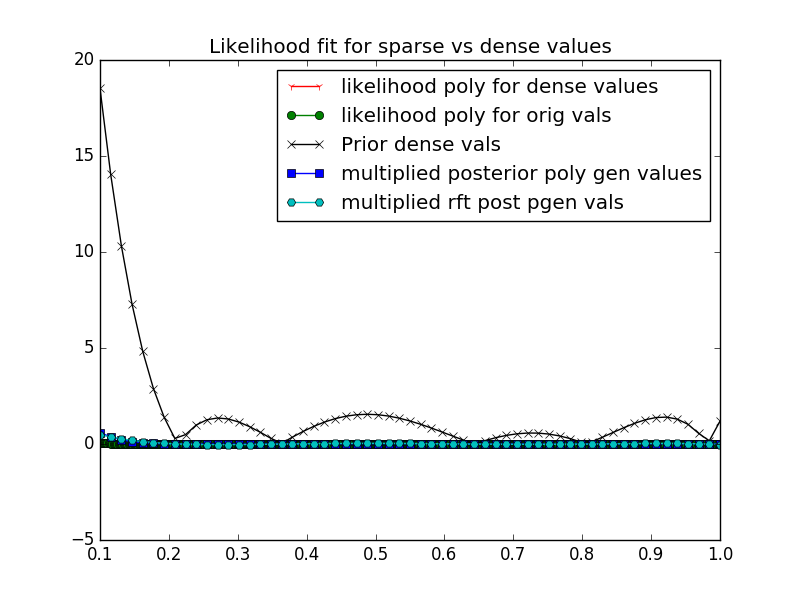 Likelihood fit for sparse vs dense values
20
15
10
5
0
−5
likelihood poly for dense values
likelihood poly for orig vals
Prior dense vals
multiplied posterior poly gen values
multiplied rft post pgen vals
0.1 0.2 0.3 0.4 0.5 0.6 0.7 0.8 0.9 1.0